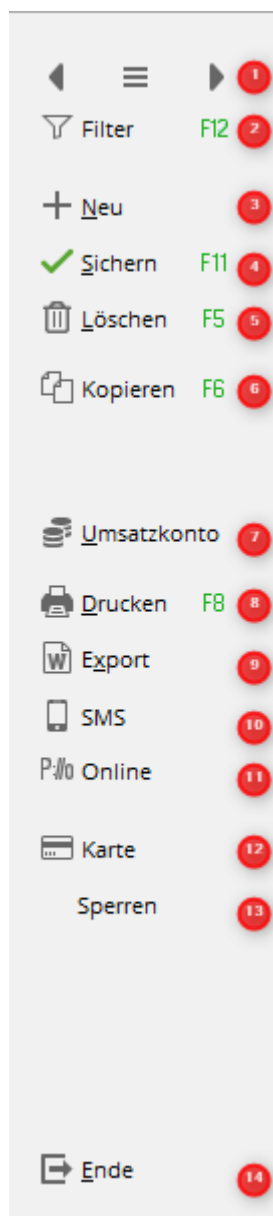 1
Filter F12 2
Neu 3
Sichern F11 4
Löschen F5 5
Kopieren F6 6
Umsatzkonto 7
Drucken F8 8
W Export 9
SMS 10
P://o Online 11
Karte 12
Sperren 13
Ende 14